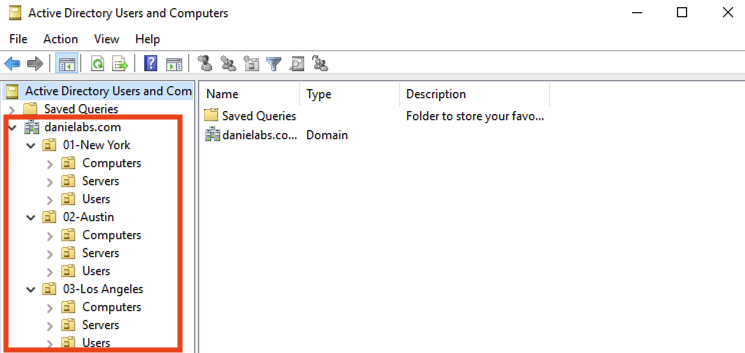 Active Directory Users and Computers
File Action View Help
Active Directory Users and Com
Saved Queries
danielabs.com
01-New York
Computers
Servers
Users
02-Austin
Computers
Servers
Users
03-Los Angeles
Computers
Servers
Users
Name Type Description
Saved Queries Folder to store your favo...
danielabs.co... Domain